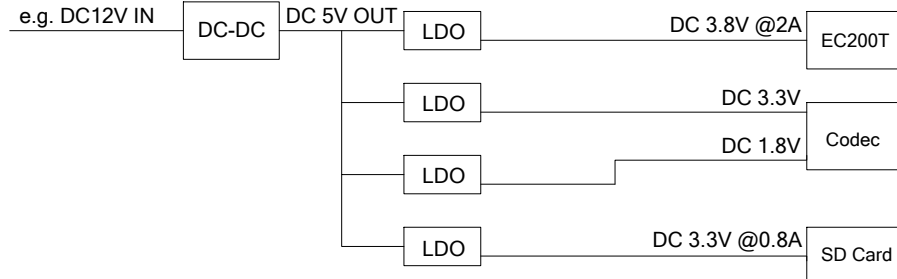 e.g. DC12V IN
DC-DC
DC 5V OUT
LDO
DC 3.8V @2A
EC200T
LDO
DC 3.3V
DC 1.8V
Codec
LDO
LDO
DC 3.3V @0.8A
SD Card